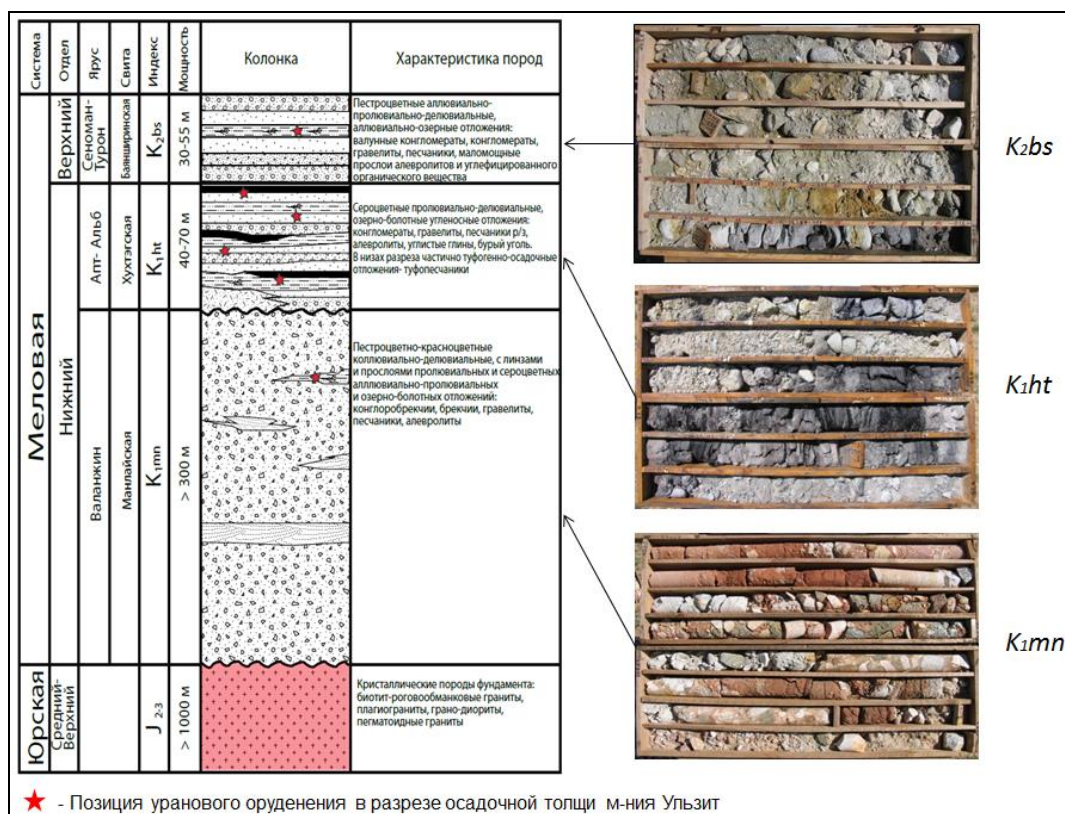 Система
Отдел
Ярус
Свита
Индекс
Мощность
Колонка
Характеристика пород
Меловая
Верхний
Сеноман-
Турон
Баянширинская
K2bs
30-55 м
Пестроцветные аллювиально-
пролювиально-делювиальные,
аллювиально-озерные отложения:
валунные конгломераты, конгломераты,
гравелиты, песчаники, маломощные
прослои алевролитов и углефицированного
органического вещества
K2bs
Нижний
Апт- Альб
Хухтэгская
K1ht
40-70 м
Сероцветные пролювиально-делювиальные,
озерно-болотные угленосные отложения:
конгломераты, гравелиты, песчаники р/з,
алевролиты, углистые глины, бурый уголь.
В низах разреза частично туфогенно-осадочные
отложения- туфопесчаники
K1ht
Валанжин
Манлайская
K1mn
> 300 м
Пестроцветно-красноцветные
коллювиально-делювиальные, с линзами
и прослоями пролювиальных и сероцветных
алллювиально-пролювиальных
и озерно-болотных отложений:
конглоробрекчии, брекчии, гравелиты,
песчаники, алевролиты
K1mn
Юрская
Средний-
Верхний
J 2-3
> 1000 м
Кристаллические породы фундамента:
биотит-роговообманковые граниты,
плагиограниты, грано-диориты,
пегматоидные граниты
- Позиция уранового оруденения в разрезе осадочной толщи м-ния Ульзит